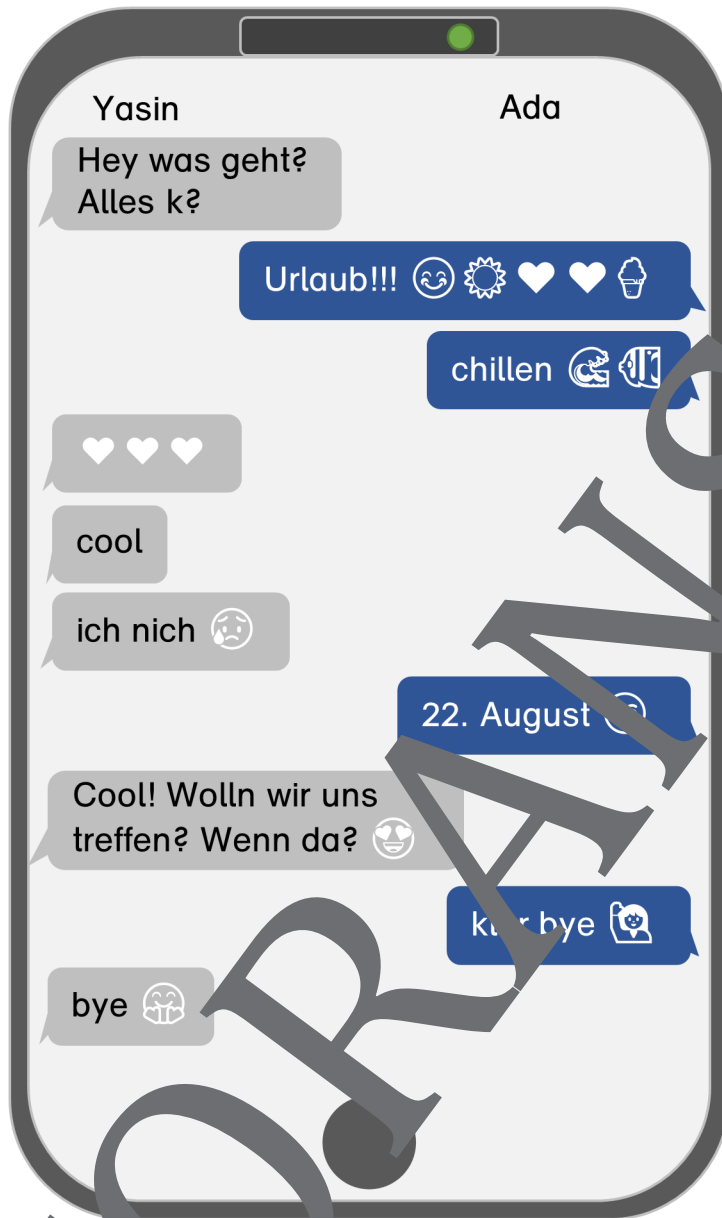 Yasin
Ada
Hey was geht?
Alles k?
Urlaub!!! 😊 🌞 ♥ ♥ 🍦
chillen 🌊 🐠
♥ ♥ ♥
cool
ich nich 😥
22. August
Cool! Wolln wir uns
treffen? Wenn da? 😍
klar bye 🙋‍♀️
bye 🤗